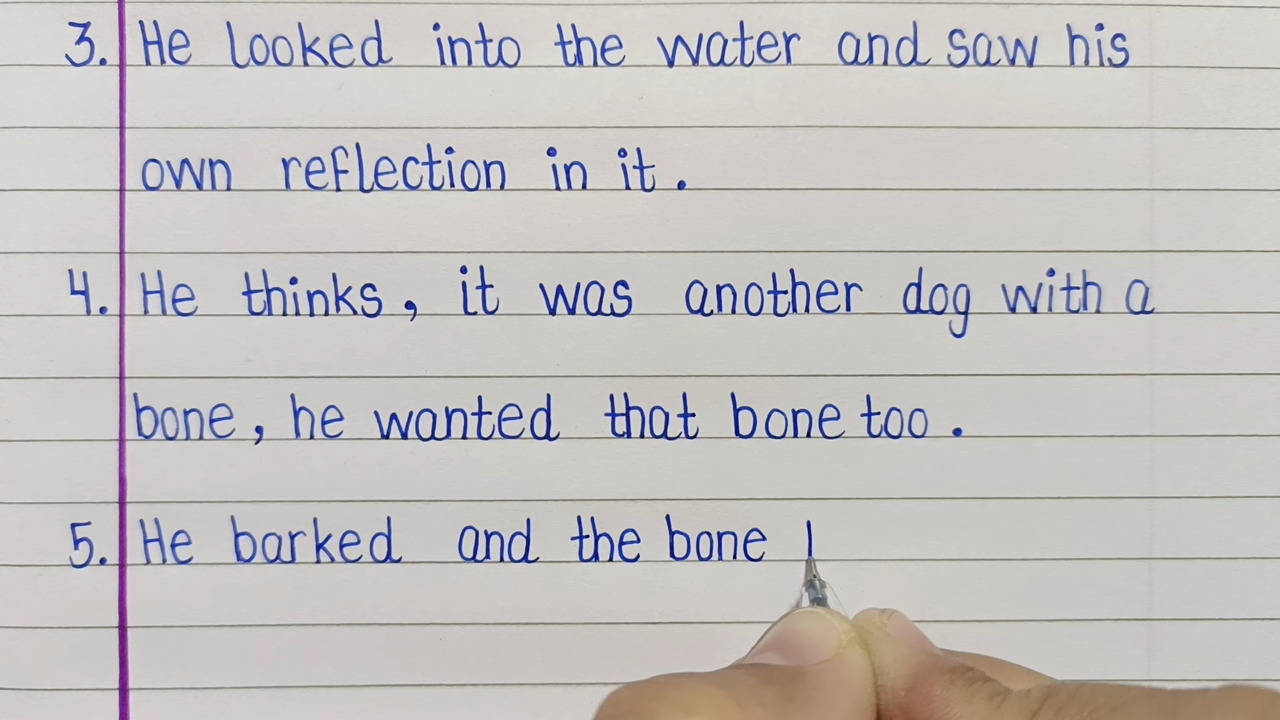 3. He looked into the water and saw his
own reflection in it.
4. He thinks, it was another dog with a
bone, he wanted that bone too.
5. He barked and the bone